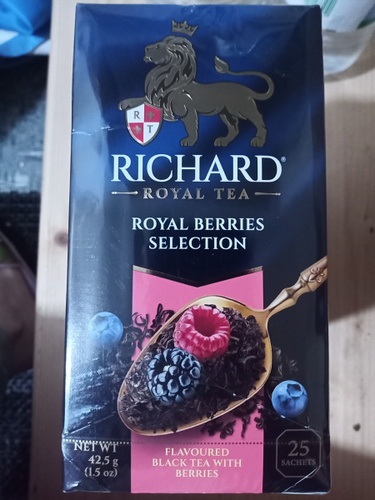 R T
RICHARD®
ROYAL TEA
ROYAL BERRIES
SELECTION
NET WT
42,5 g
(1.5 oz)
FLAVOURED
BLACK TEA WITH
BERRIES
25
SACHETS